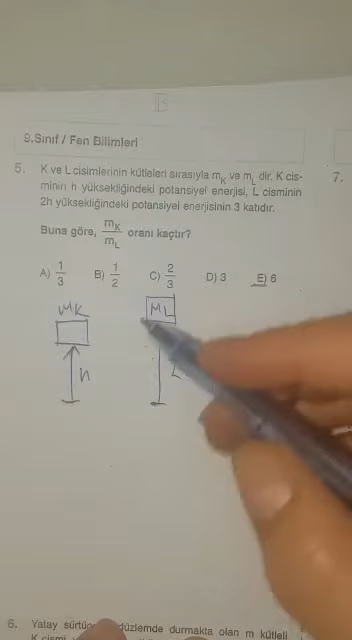 9.Sınıf / Fen Bilimleri
5. K ve L cisimlerinin kütleleri sırasıyla mK ve mL dir. K cis-
minin h yüksekliğindeki potansiyel enerjisi, L cisminin
2h yüksekliğindeki potansiyel enerjisinin 3 katıdır.
Buna göre, mK/mL oranı kaçtır?
A) 1/3 B) 1/2 C) 2/3 D) 3 E) 6
7.
MK ML
h
6. Yatay düzlemde durmakta olan m kütleli
K cismi